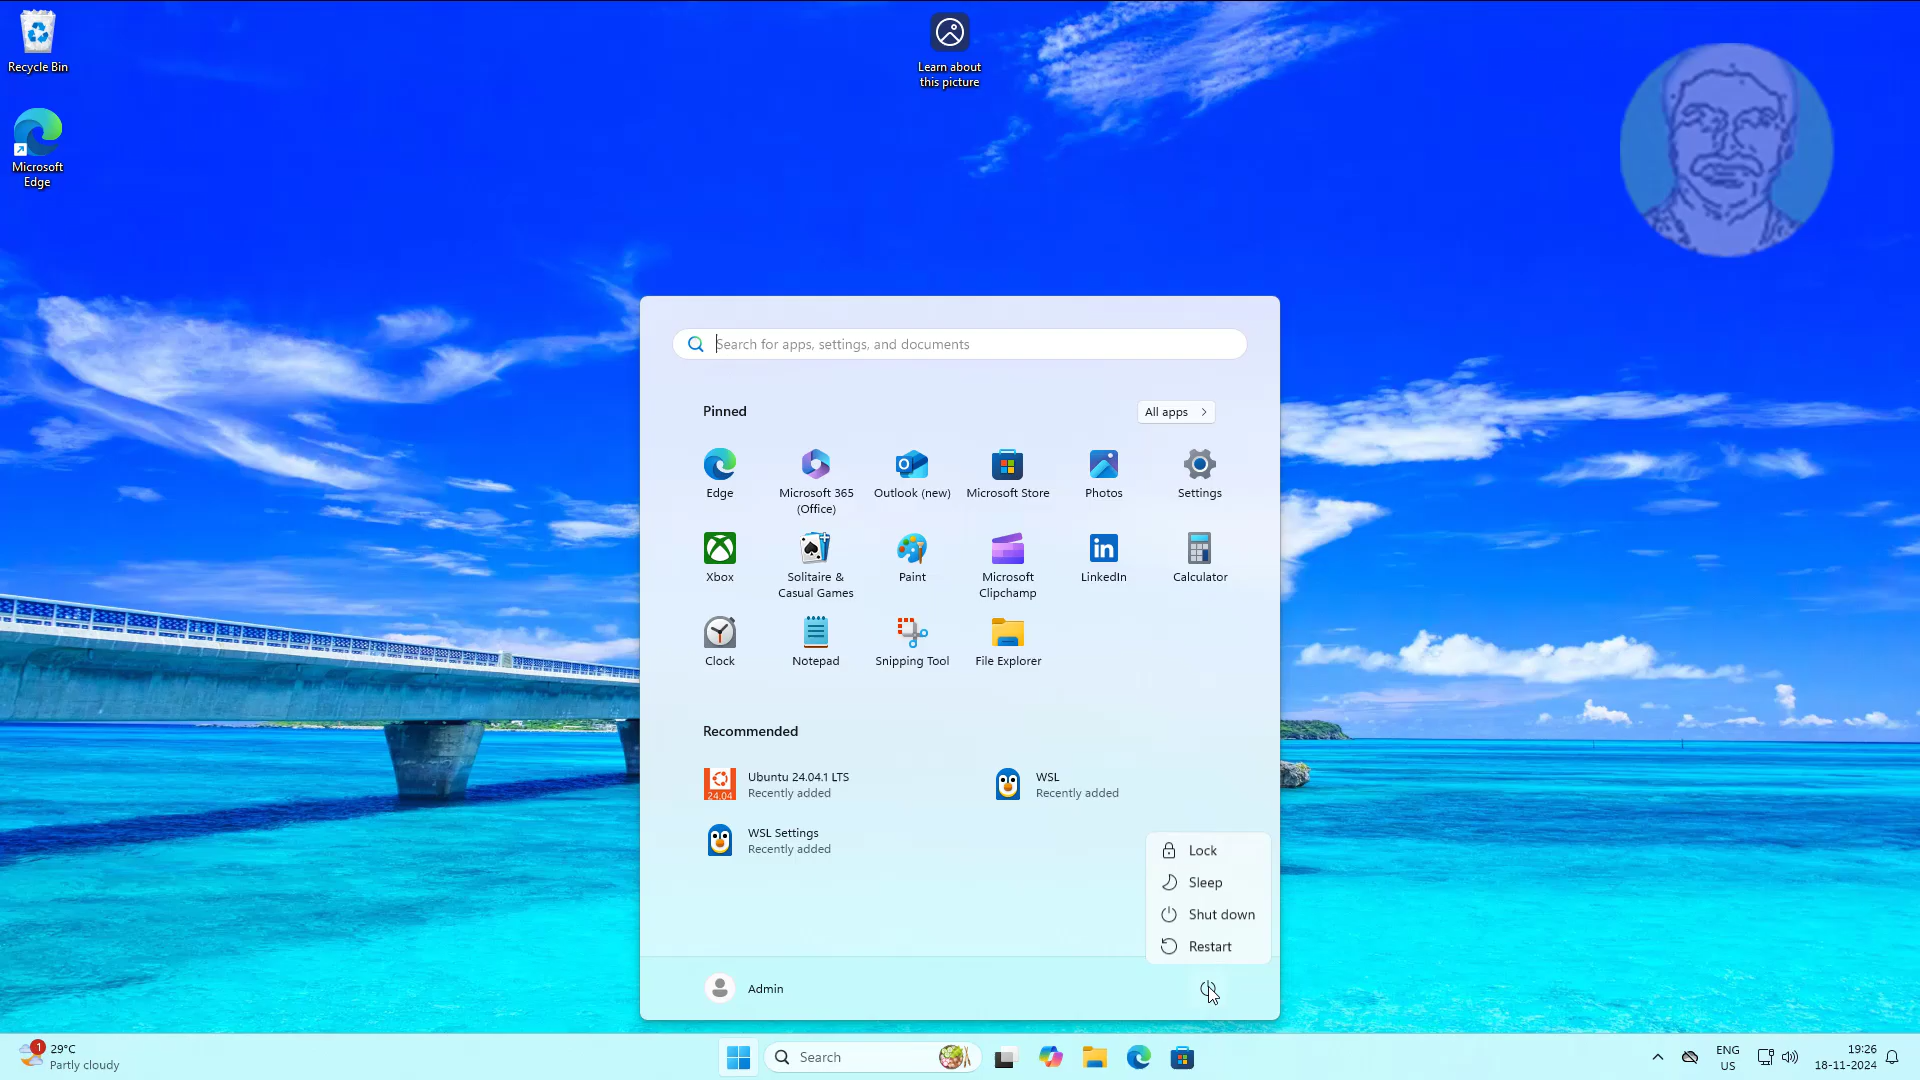 Recycle Bin
Microsoft
Edge
Learn about
this picture
Search for apps, settings, and documents
Pinned
All apps
Edge
Microsoft 365
(Office)
Outlook (new)
Microsoft Store
Photos
Settings
Xbox
Solitaire &
Casual Games
Paint
Microsoft
Clipchamp
LinkedIn
Calculator
Clock
Notepad
Snipping Tool
File Explorer
Recommended
24.04
Ubuntu 24.04.1 LTS
Recently added
WSL
Recently added
WSL Settings
Recently added
Lock
Sleep
Shut down
Restart
Admin
1
29°C
Partly cloudy
Search
ENG
US
19:26
18-11-2024